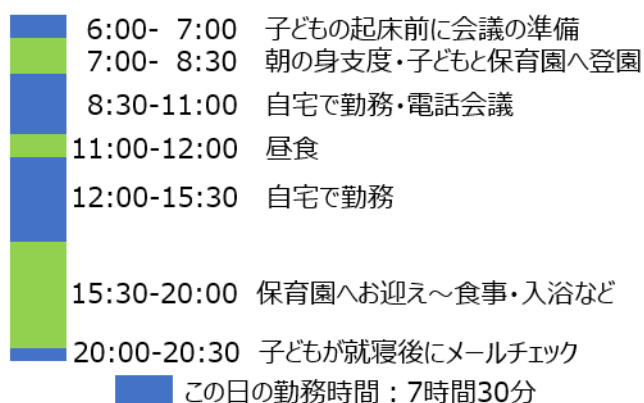 6:00- 7:00 子どもの起床前に会議の準備
7:00- 8:30 朝の身支度・子どもと保育園へ登園
8:30-11:00 自宅で勤務・電話会議
11:00-12:00 昼食
12:00-15:30 自宅で勤務
15:30-20:00 保育園へお迎え～食事・入浴など
20:00-20:30 子どもが就寝後にメールチェック
この日の勤務時間：7時間30分